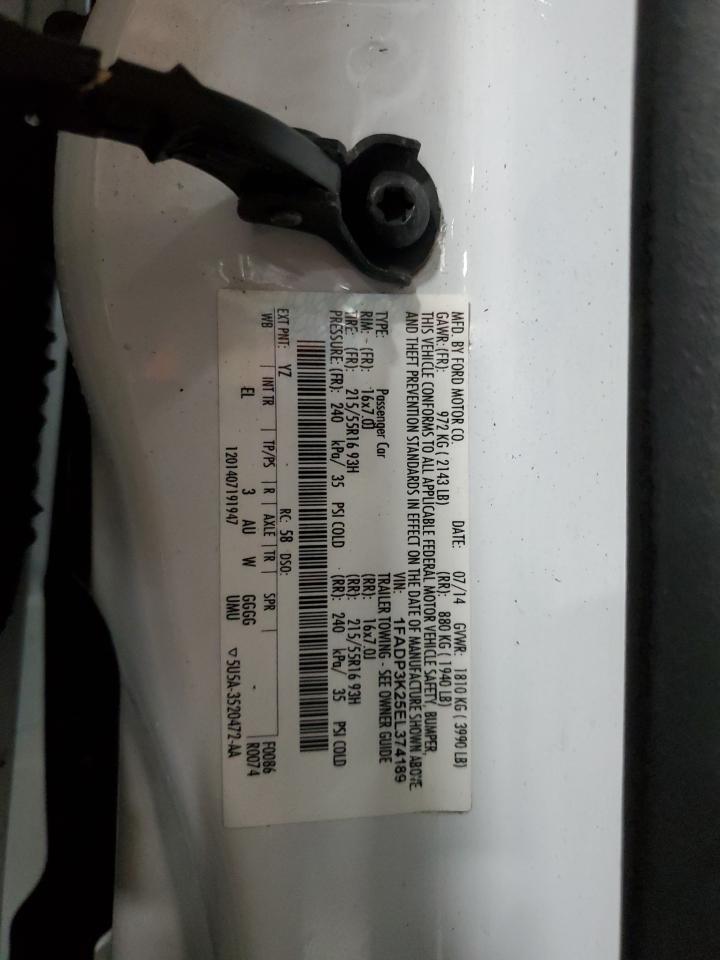 MFD. BY FORD MOTOR CO. DATE: 07/14 GVWR: 1810 KG ( 3990 LB)
GAWR:(FR): 972 KG ( 2143 LB) (RR): 880 KG ( 1940 LB)
THIS VEHICLE CONFORMS TO ALL APPLICABLE FEDERAL MOTOR VEHICLE SAFETY, BUMPER,
AND THEFT PREVENTION STANDARDS IN EFFECT ON THE DATE OF MANUFACTURE SHOWN ABOVE.
VIN: 1FADP3K25EL374189
TYPE: Passenger Car TRAILER TOWING - SEE OWNER GUIDE
RIM: - (FR): 16x7.0J (RR): 16x7.0J
TIRE: (FR): 215/55R16 93H (RR): 215/55R16 93H
PRESSURE (FR): 240 kPa/ 35 PSI COLD (RR): 240 kPa/ 35 PSI COLD
EXT PNT: YZ RC: 58 DSO: F0086
WB INT TR TP/PS R AXLE TR SPR R0074
EL 3 AU W GGGG
1201407191947 UMU ▽5U5A-3520472-AA